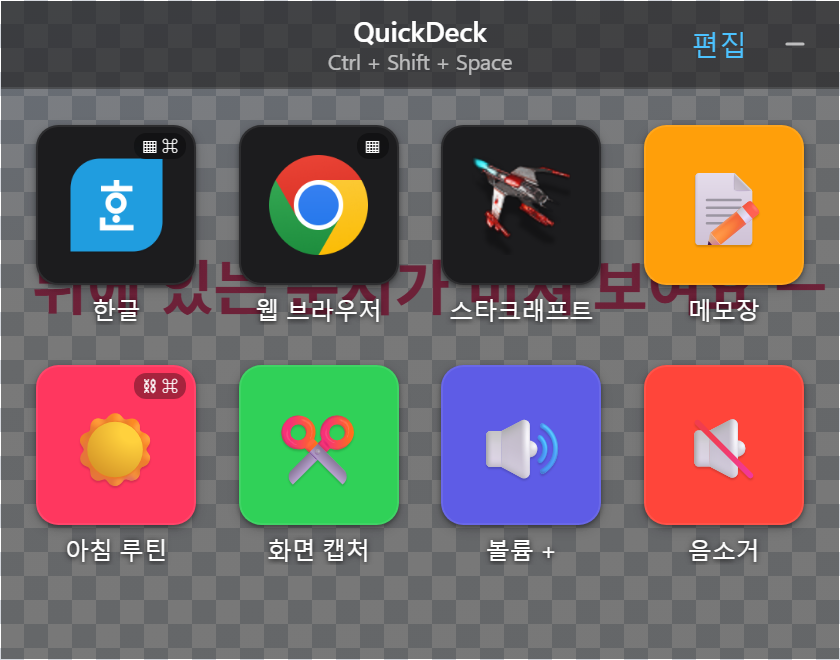 QuickDeck
Ctrl + Shift + Space
편집
한글
웹 브라우저
스타크래프트
메모장
아침 루틴
화면 캡처
볼륨 +
음소거